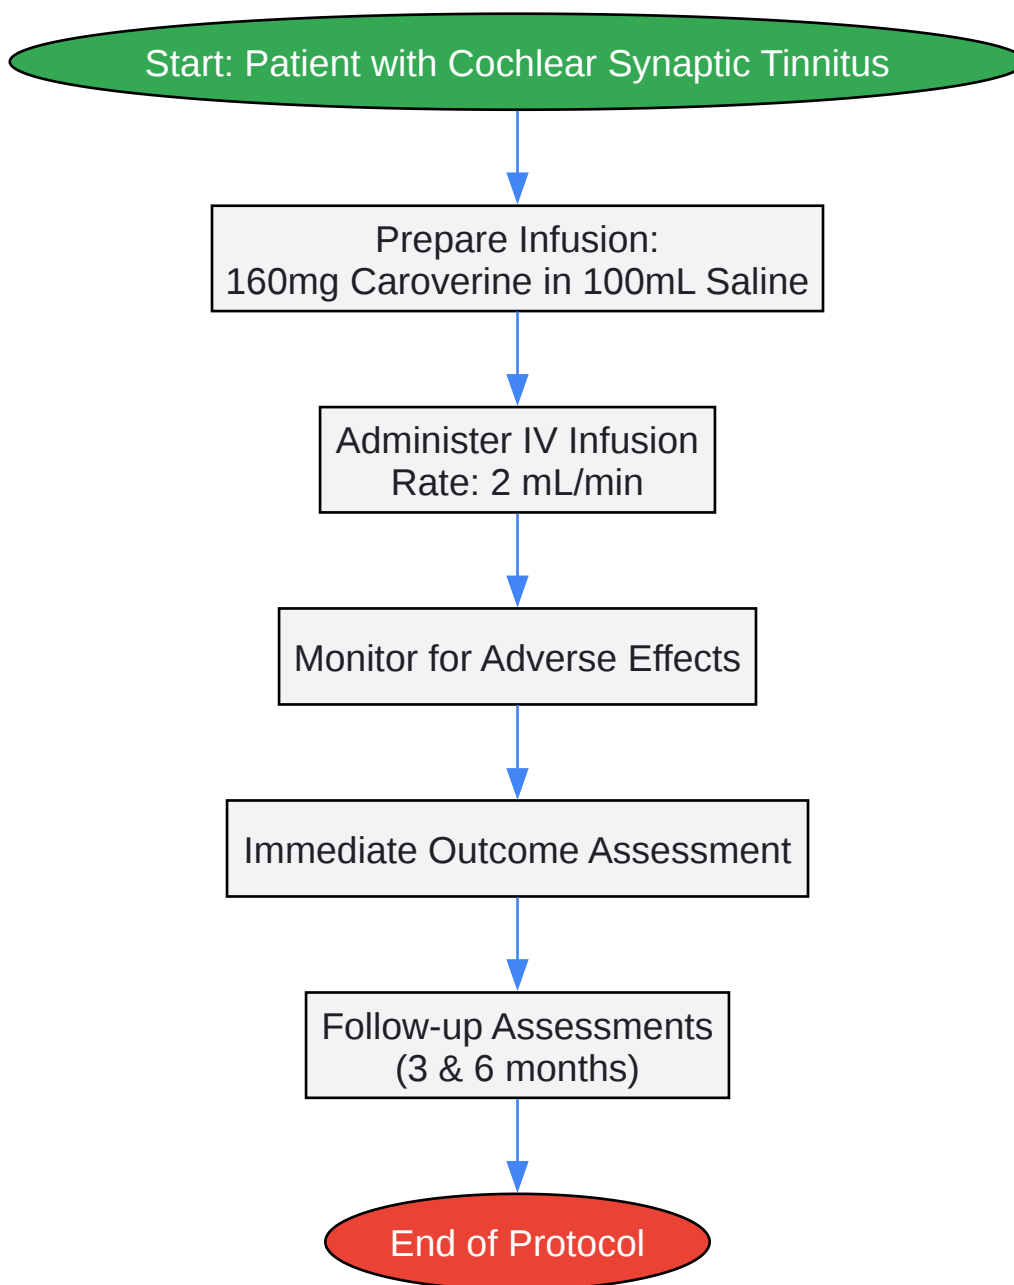 Start: Patient with Cochlear Synaptic Tinnitus
Prepare Infusion:
160mg Caroverine in 100mL Saline
Administer IV Infusion
Rate: 2 mL/min
Monitor for Adverse Effects
Immediate Outcome Assessment
Follow-up Assessments
(3 & 6 months)
End of Protocol